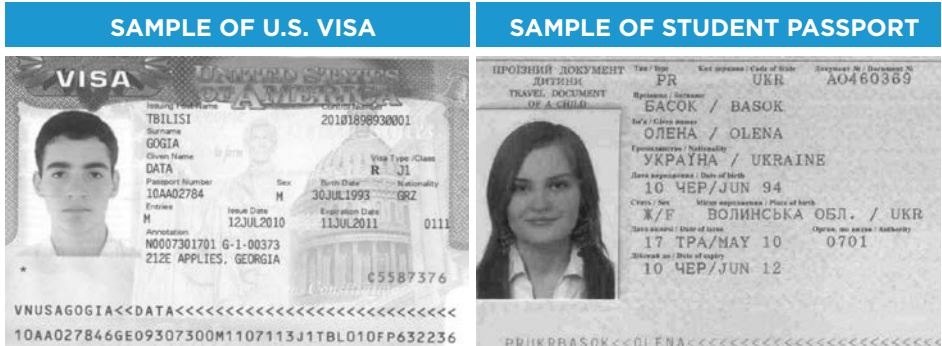 SAMPLE OF U.S. VISA
VISA
UNITED STATES
OF AMERICA
Issuing Post Name
Control Number
TBILISI
20101898930001
Surname
GOGIA
Given Name
Visa Type /Class
DATA
R J1
Passport Number
Sex
Birth Date
Nationality
10AA02784
M
30JUL1993
GRZ
Entries
Issue Date
Expiration Date
M
12JUL2010
11JUL2011
0111
Annotation
N0007301701 G-1-00373
212E APPLIES, GEORGIA
*
C5587376
VNUSAGOGIA<<DATA<<<<<<<<<<<<<<<<<<<<<<<<<<<<
10AA027846GE09307300M1107113J1TBL010FP632236
SAMPLE OF STUDENT PASSPORT
ПРОЇЗНИЙ ДОКУМЕНТ
ДИТИНИ
TRAVEL DOCUMENT
OF A CHILD
Тип / Type
Код держави / Code of State
Документ № / Document №
PR
UKR
AO460369
Прізвище / Surname
БАСОК / BASOK
Ім'я / Given names
ОЛЕНА / OLENA
Громадянство / Nationality
УКРАЇНА / UKRAINE
Дата народження / Date of birth
10 ЧЕР/JUN 94
Стать / Sex
Місце народження / Place of birth
Ж/F
ВОЛИНСЬКА ОБЛ. / UKR
Дата видачі / Date of issue
Орган, що видав / Authority
17 ТРА/MAY 10
0701
Дійсний до / Date of expiry
10 ЧЕР/JUN 12
PRUKRBASOK<<OLENA<<<<<<<<<<<<<<<<<<<<<<